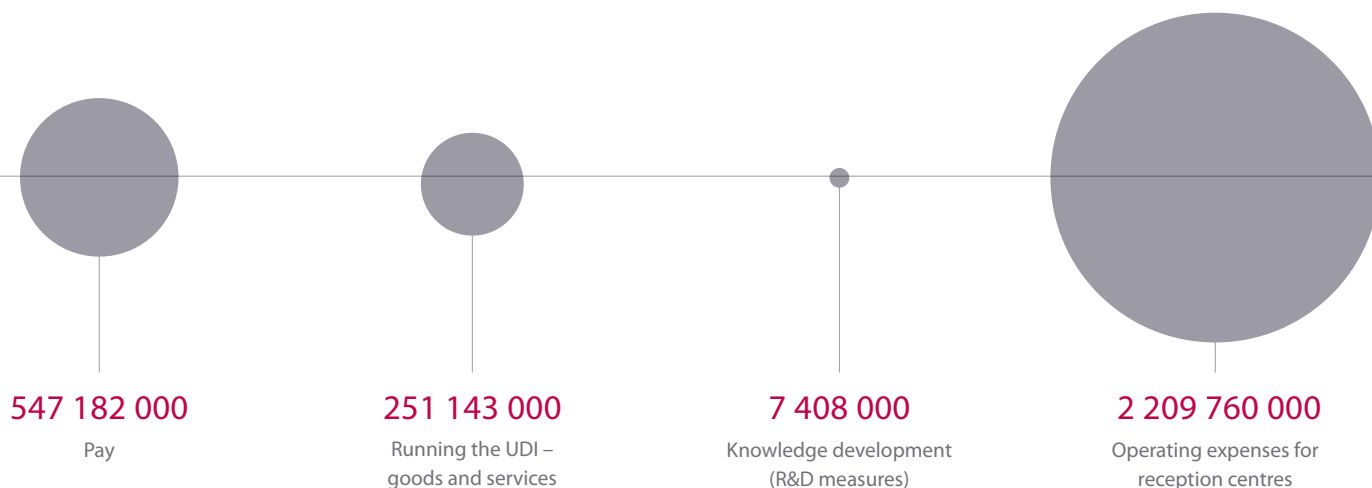 547 182 000
Pay
251 143 000
Running the UDI –
goods and services
7 408 000
Knowledge development
(R&D measures)
2 209 760 000
Operating expenses for
reception centres